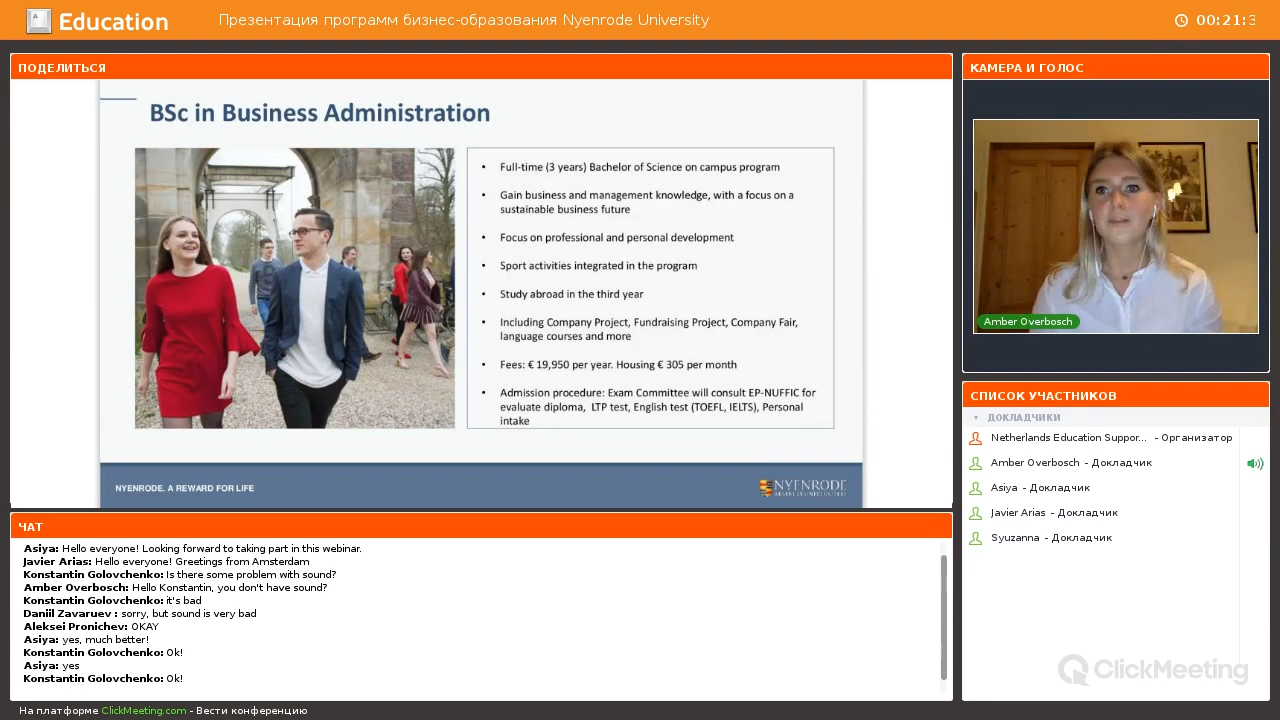 A Education
Презентация программ бизнес-образования Nyenrode University
00:21:3
ПОДЕЛИТЬСЯ
BSc in Business Administration
• Full-time (3 years) Bachelor of Science on campus program
• Gain business and management knowledge, with a focus on a
sustainable business future
• Focus on professional and personal development
• Sport activities integrated in the program
• Study abroad in the third year
• Including Company Project, Fundraising Project, Company Fair,
language courses and more
• Fees: € 19,950 per year. Housing € 305 per month
• Admission procedure: Exam Committee will consult EP-NUFFIC for
evaluate diploma, LTP test, English test (TOEFL, IELTS), Personal
intake
NYENRODE. A REWARD FOR LIFE
NYENRODE
КАМЕРА И ГОЛОС
Amber Overbosch
СПИСОК УЧАСТНИКОВ
ДОКЛАДЧИКИ
Netherlands Education Suppor... - Организатор
Amber Overbosch - Докладчик
Asiya - Докладчик
Javier Arias - Докладчик
Syuzanna - Докладчик
ClickMeeting
ЧАТ
Asiya: Hello everyone! Looking forward to taking part in this webinar.
Javier Arias: Hello everyone! Greetings from Amsterdam
Konstantin Golovchenko: Is there some problem with sound?
Amber Overbosch: Hello Konstantin, you don't have sound?
Konstantin Golovchenko: it's bad
Daniil Zavaruev : sorry, but sound is very bad
Aleksei Pronichev: OKAY
Asiya: yes, much better!
Konstantin Golovchenko: Ok!
Asiya: yes
Konstantin Golovchenko: Ok!
На платформе ClickMeeting.com - Вести конференцию